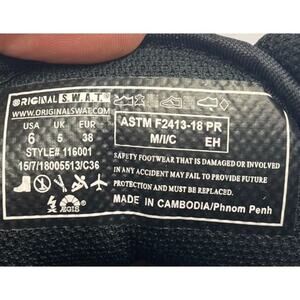 ORIGINAL S.W.A.T.
WWW.ORIGINALSWAT.COM
USA UK EUR
6 5 38
STYLE# 116001
15/7/18005513/C36
ASTM F2413-18 PR
M/I/C EH
SAFETY FOOTWEAR THAT IS DAMAGED OR INVOLVED
IN ANY ACCIDENT MAY FAIL TO PROVIDE FUTURE
PROTECTION AND MUST BE REPLACED.
MADE IN CAMBODIA/Phnom Penh